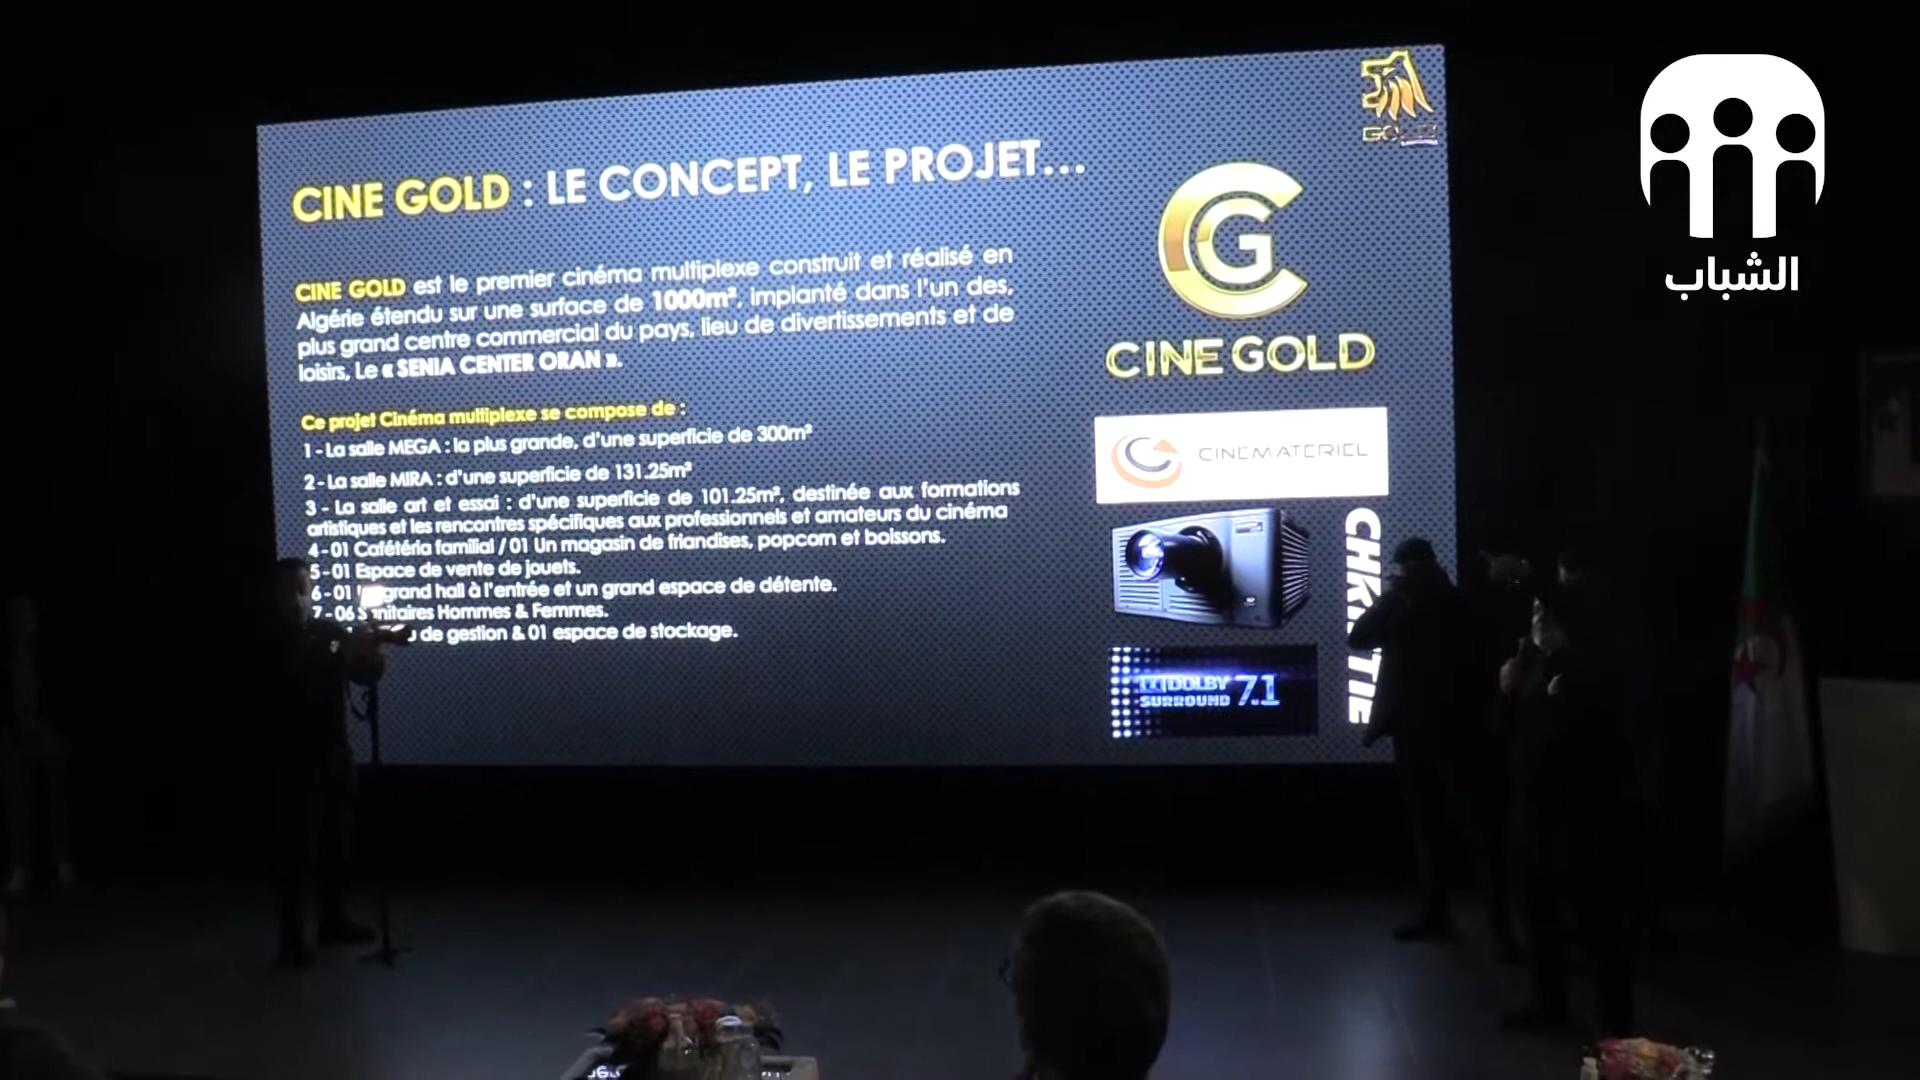 CINE GOLD : LE CONCEPT, LE PROJET...
CINE GOLD est le premier cinéma multiplexe construit et réalisé en
Algérie étendu sur une surface de 1000m², implanté dans l'un des,
plus grand centre commercial du pays, lieu de divertissements et de
loisirs, Le « SENIA CENTER ORAN ».
Ce projet Cinéma multiplexe se compose de :
1 - La salle MEGA : la plus grande, d'une superficie de 300m²
2 - La salle MIRA : d'une superficie de 131.25m²
3 - La salle art et essai : d'une superficie de 101.25m², destinée aux formations
artistiques et les rencontres spécifiques aux professionnels et amateurs du cinéma
4 - 01 Cafétéria familial / 01 Un magasin de friandises, popcorn et boissons.
5 - 01 Espace de vente de jouets.
6 - 01 grand hall à l'entrée et un grand espace de détente.
7 - 06 Sanitaires Hommes & Femmes.
de gestion & 01 espace de stockage.
CG
CINE GOLD
CINEMATERIEL
DOLBY
SURROUND 7.1
الشباب